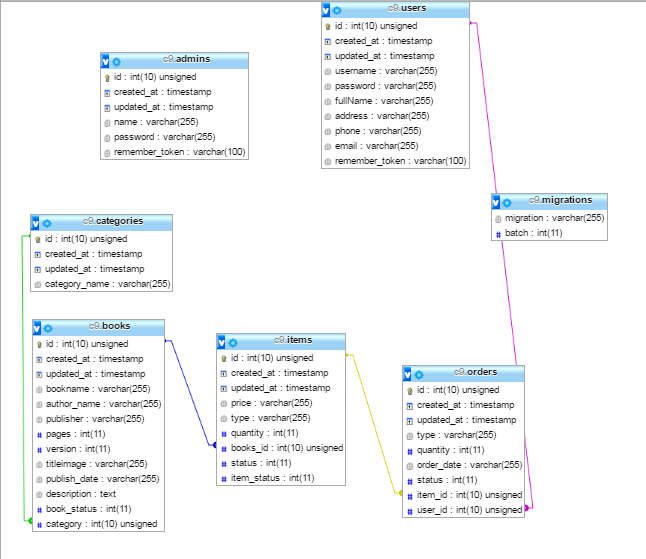 c9.users
id : int(10) unsigned
created_at : timestamp
updated_at : timestamp
username : varchar(255)
password : varchar(255)
fullName : varchar(255)
address : varchar(255)
phone : varchar(255)
email : varchar(255)
remember_token : varchar(100)
c9.admins
id : int(10) unsigned
created_at : timestamp
updated_at : timestamp
name : varchar(255)
password : varchar(255)
remember_token : varchar(100)
c9.migrations
migration : varchar(255)
batch : int(11)
c9.categories
id : int(10) unsigned
created_at : timestamp
updated_at : timestamp
category_name : varchar(255)
c9.books
id : int(10) unsigned
created_at : timestamp
updated_at : timestamp
bookname : varchar(255)
author_name : varchar(255)
publisher : varchar(255)
pages : int(11)
version : int(11)
titleimage : varchar(255)
publish_date : varchar(255)
description : text
book_status : int(11)
category : int(10) unsigned
c9.items
id : int(10) unsigned
created_at : timestamp
updated_at : timestamp
price : varchar(255)
type : varchar(255)
quantity : int(11)
books_id : int(10) unsigned
status : int(11)
item_status : int(11)
c9.orders
id : int(10) unsigned
created_at : timestamp
updated_at : timestamp
type : varchar(255)
quantity : int(11)
order_date : varchar(255)
status : int(11)
item_id : int(10) unsigned
user_id : int(10) unsigned